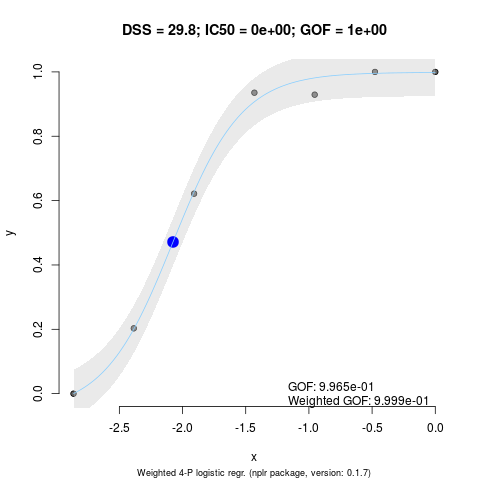 DSS = 29.8; IC50 = 0e+00; GOF = 1e+00
y
1.0
0.8
0.6
0.4
0.2
0.0
GOF: 9.965e-01
Weighted GOF: 9.999e-01
-2.5 -2.0 -1.5 -1.0 -0.5 0.0
x
Weighted 4-P logistic regr. (nplr package, version: 0.1.7)